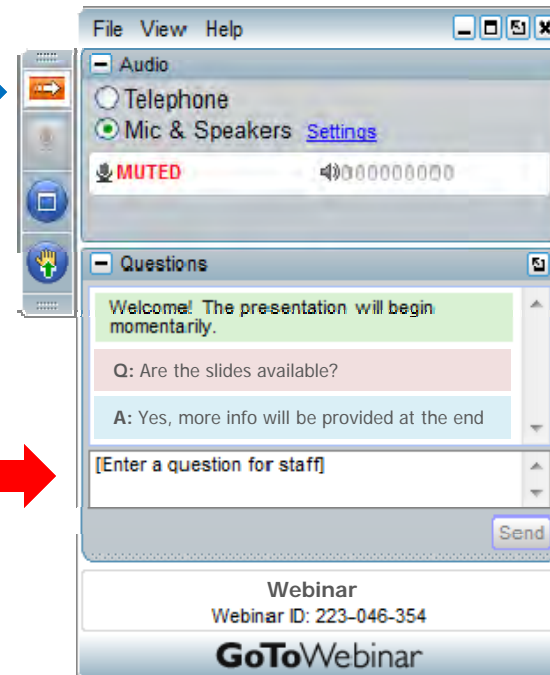 File View Help
Audio
Telephone
Mic & Speakers Settings
MUTED
Questions
Welcome! The presentation will begin
momentarily.
Q: Are the slides available?
A: Yes, more info will be provided at the end
[Enter a question for staff]
Send
Webinar
Webinar ID: 223-046-354
GoToWebinar